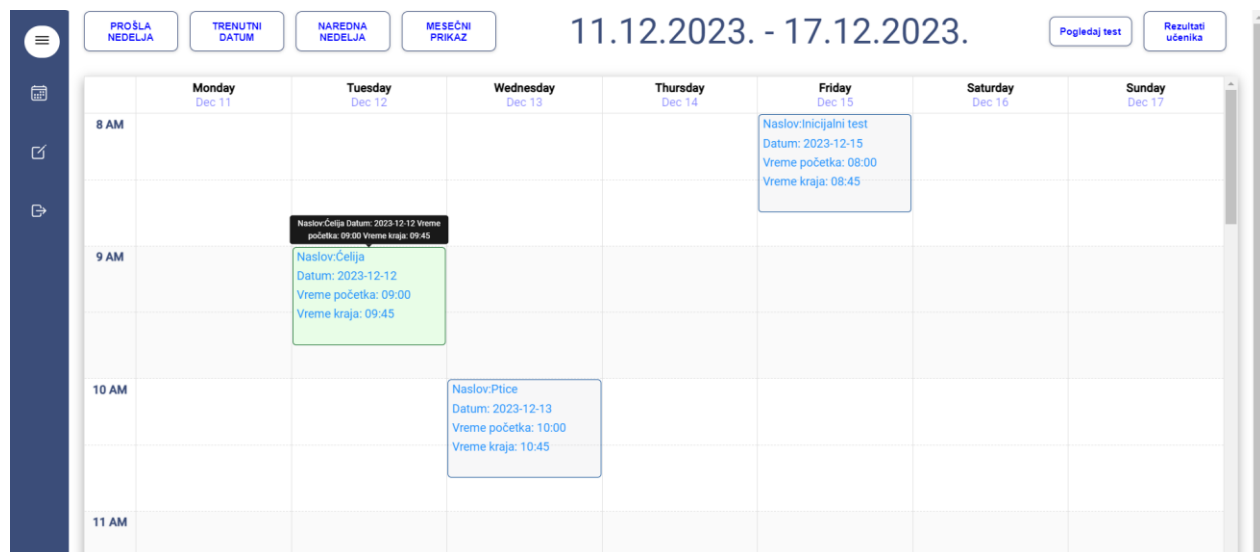 PROŠLA
NEDELJA
TRENUTNI
DATUM
NAREDNA
NEDELJA
MESEČNI
PRIKAZ
11.12.2023. - 17.12.2023.
Pogledaj test
Rezultati
učenika
Monday
Dec 11
Tuesday
Dec 12
Wednesday
Dec 13
Thursday
Dec 14
Friday
Dec 15
Saturday
Dec 16
Sunday
Dec 17
8 AM
Naslov:Inicijalni test
Datum: 2023-12-15
Vreme početka: 08:00
Vreme kraja: 08:45
Naslov:Ćelija Datum: 2023-12-12 Vreme
početka: 09:00 Vreme kraja: 09:45
9 AM
Naslov:Ćelija
Datum: 2023-12-12
Vreme početka: 09:00
Vreme kraja: 09:45
10 AM
Naslov:Ptice
Datum: 2023-12-13
Vreme početka: 10:00
Vreme kraja: 10:45
11 AM